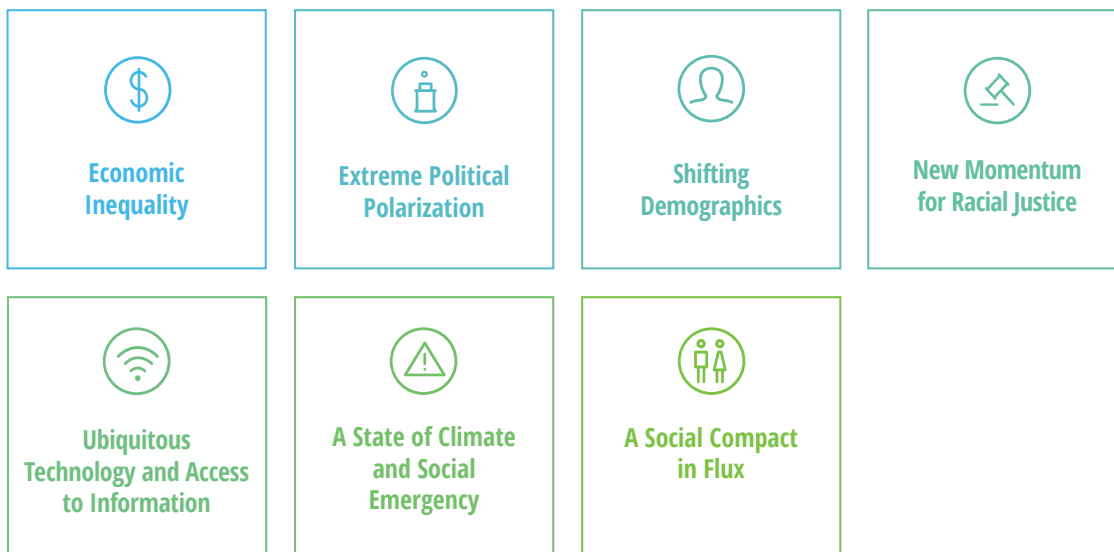 Economic
Inequality
Extreme Political
Polarization
Shifting
Demographics
New Momentum
for Racial Justice
Ubiquitous
Technology and Access
to Information
A State of Climate
and Social
Emergency
A Social Compact
in Flux